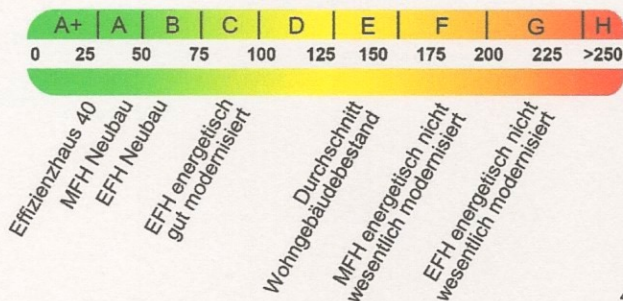 A+ A B C D E F G H
0 25 50 75 100 125 150 175 200 225 >250
Effizienzhaus 40
MFH Neubau
EFH Neubau
EFH energetisch
gut modernisiert
Durchschnitt
Wohngebäudebestand
MFH energetisch nicht
wesentlich modernisiert
EFH energetisch nicht
wesentlich modernisiert